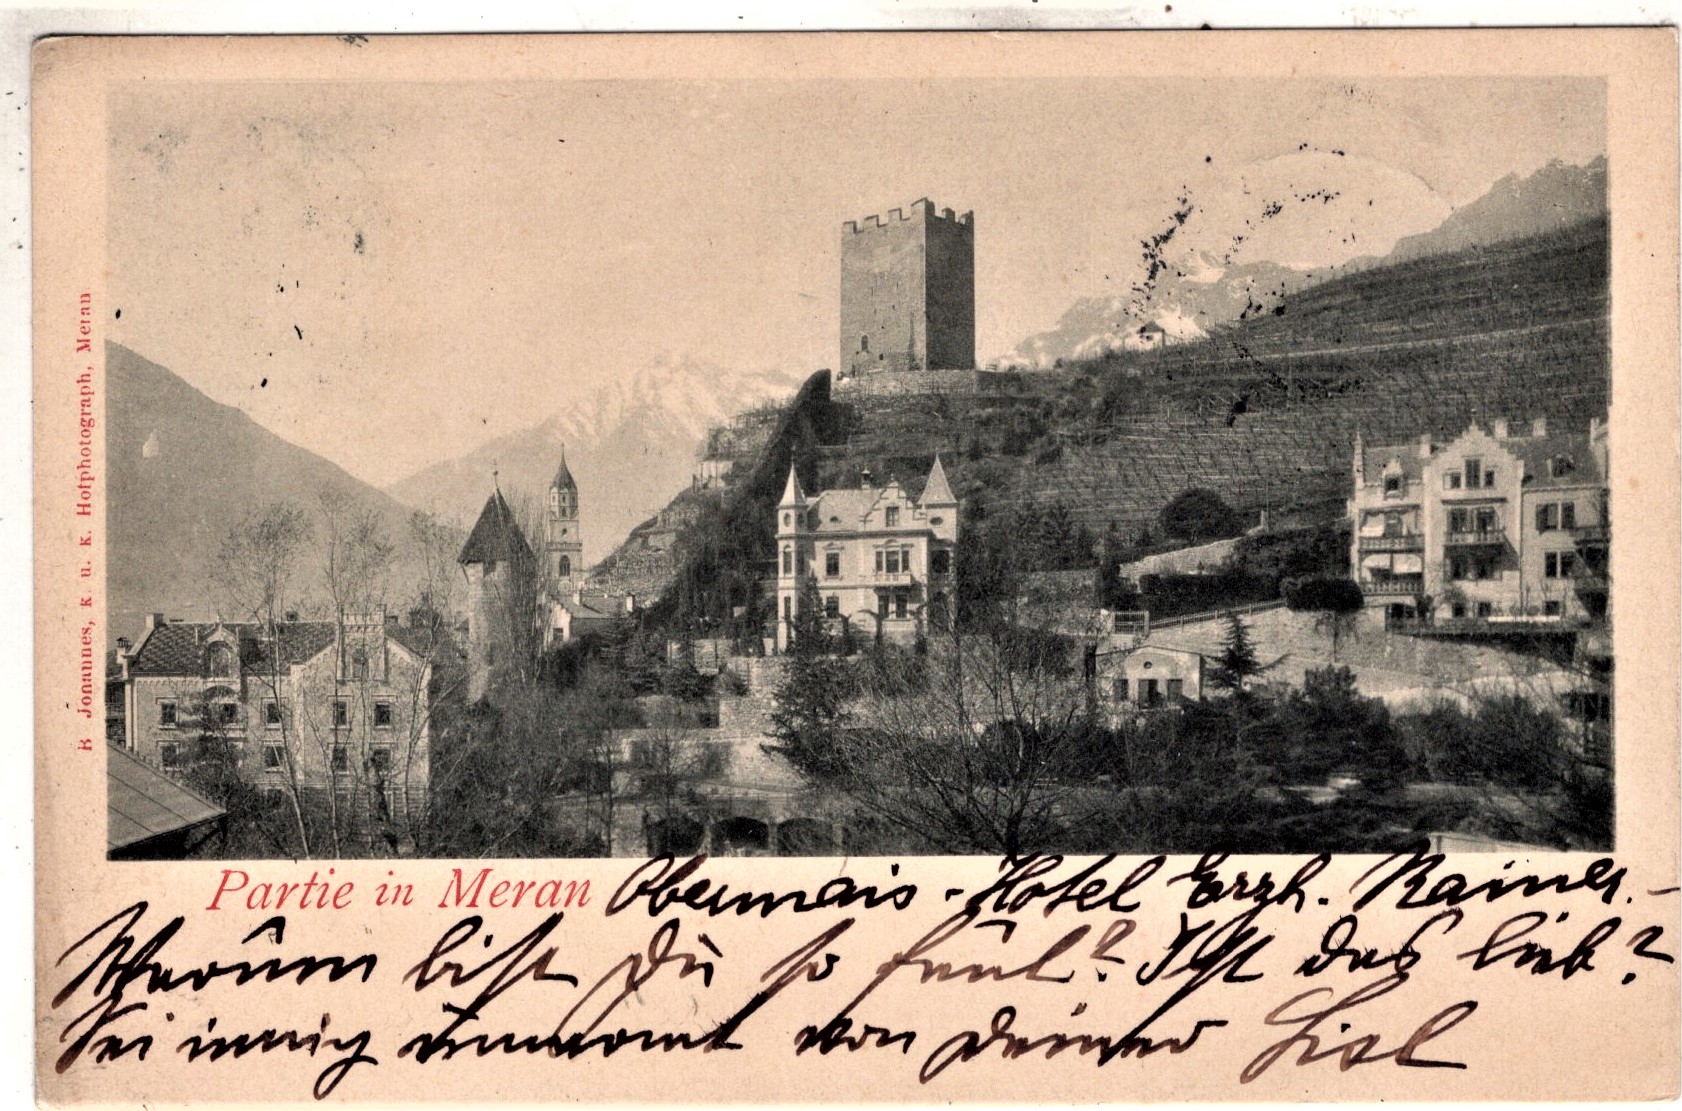 B. Johannes, k. u. k. Hofphotograph, Meran
Partie in Meran Obermais - Hotel Erzh. Rainer. -
Warum bist Du so faul? Ist das lieb?
Sei innig umarmt von Deiner Lisl